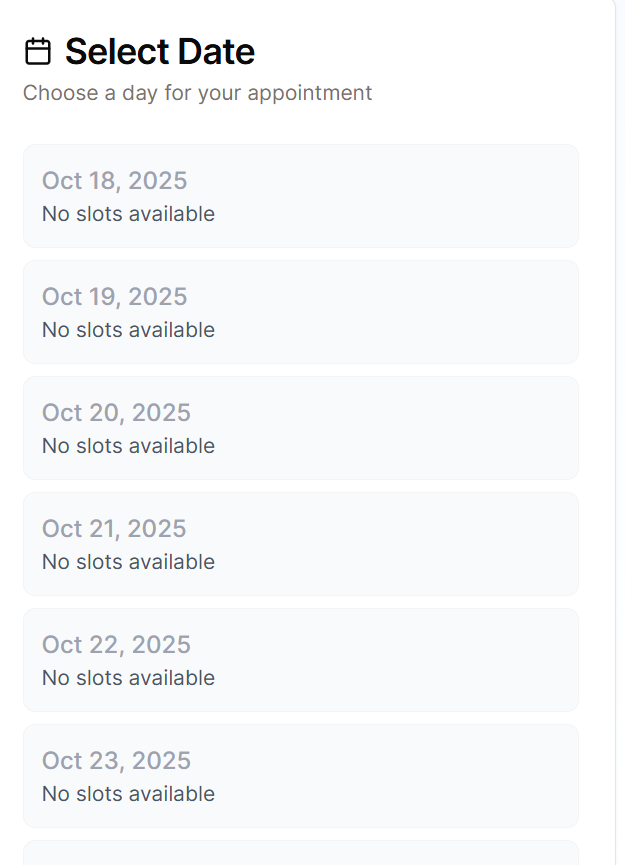 Select Date
Choose a day for your appointment
Oct 18, 2025
No slots available
Oct 19, 2025
No slots available
Oct 20, 2025
No slots available
Oct 21, 2025
No slots available
Oct 22, 2025
No slots available
Oct 23, 2025
No slots available